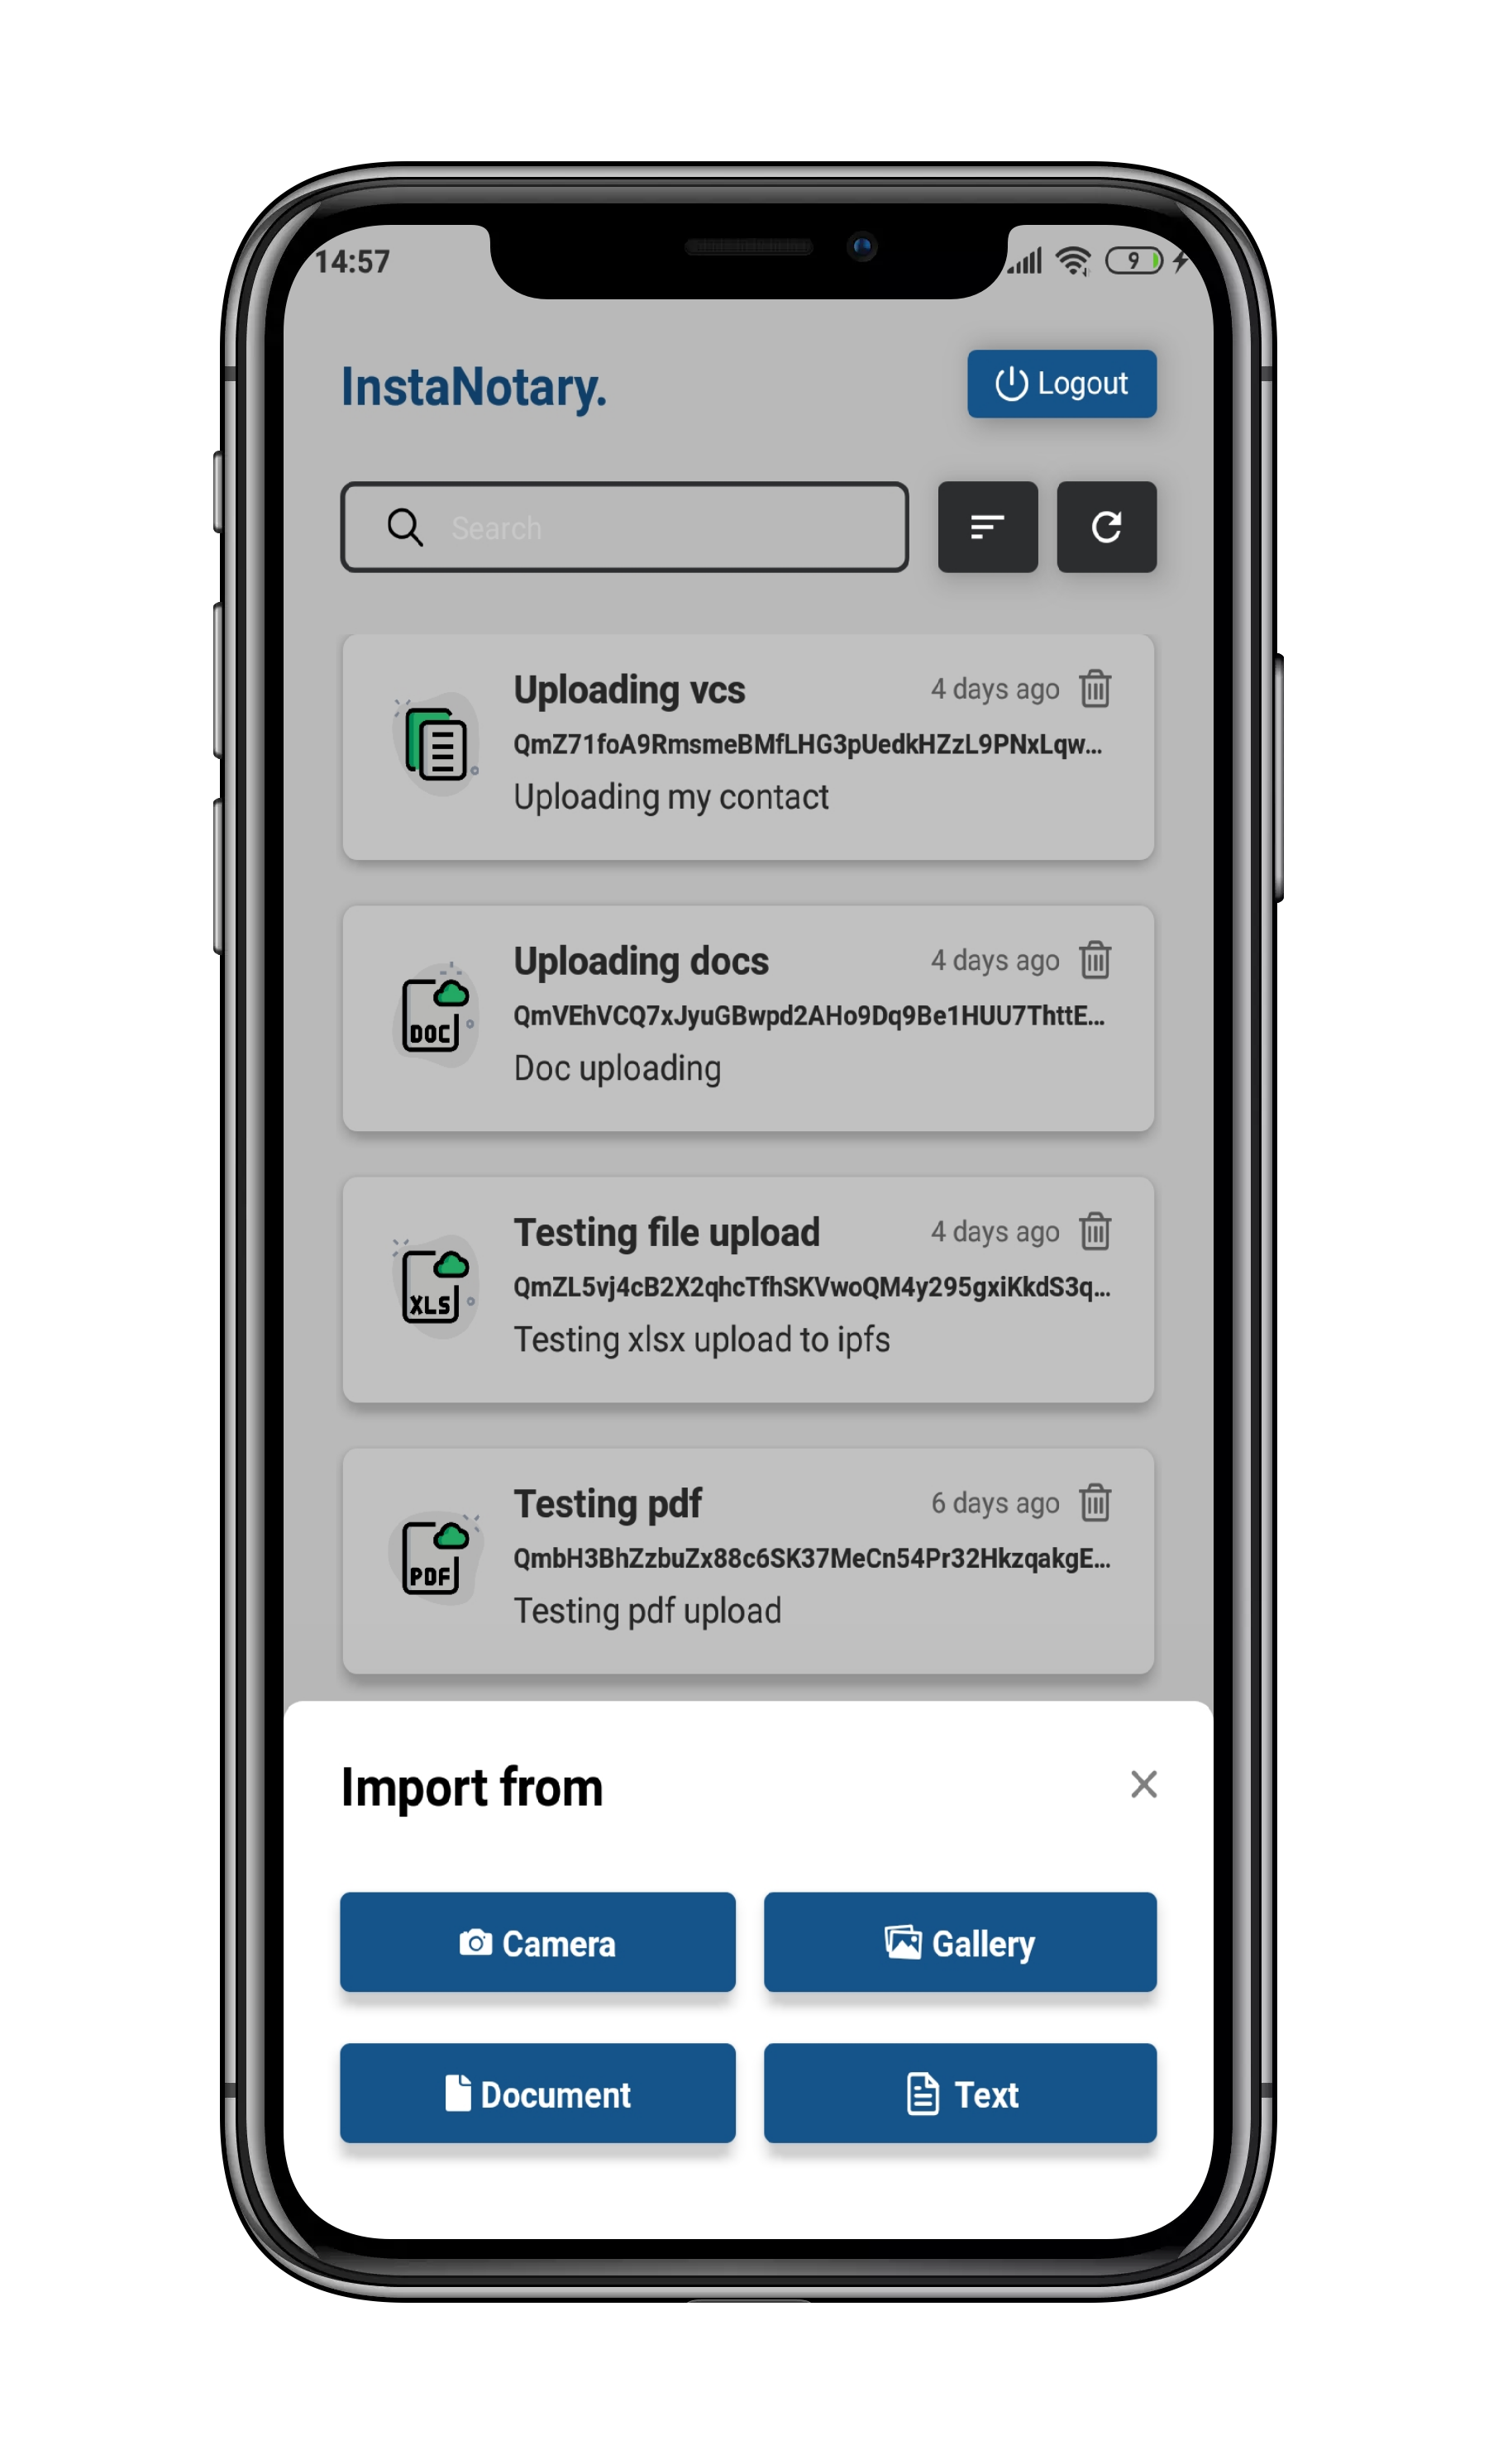 14:57
9
InstaNotary.
Logout
Search
Uploading vcs
4 days ago
QmZ71foA9RmsmeBMfLHG3pUedkHZzL9PNxLqw...
Uploading my contact
Uploading docs
4 days ago
QmVEhVCQ7xJyuGBwpd2AHo9Dq9Be1HUU7ThttE...
DOC
Doc uploading
Testing file upload
4 days ago
QmZL5vj4cB2X2qhcTfhSKVwoQM4y295gxiKkdS3q...
XLS
Testing xlsx upload to ipfs
Testing pdf
6 days ago
QmbH3BhZzbuZx88c6SK37MeCn54Pr32HkzqakgE...
PDF
Testing pdf upload
Import from
Camera
Gallery
Document
Text